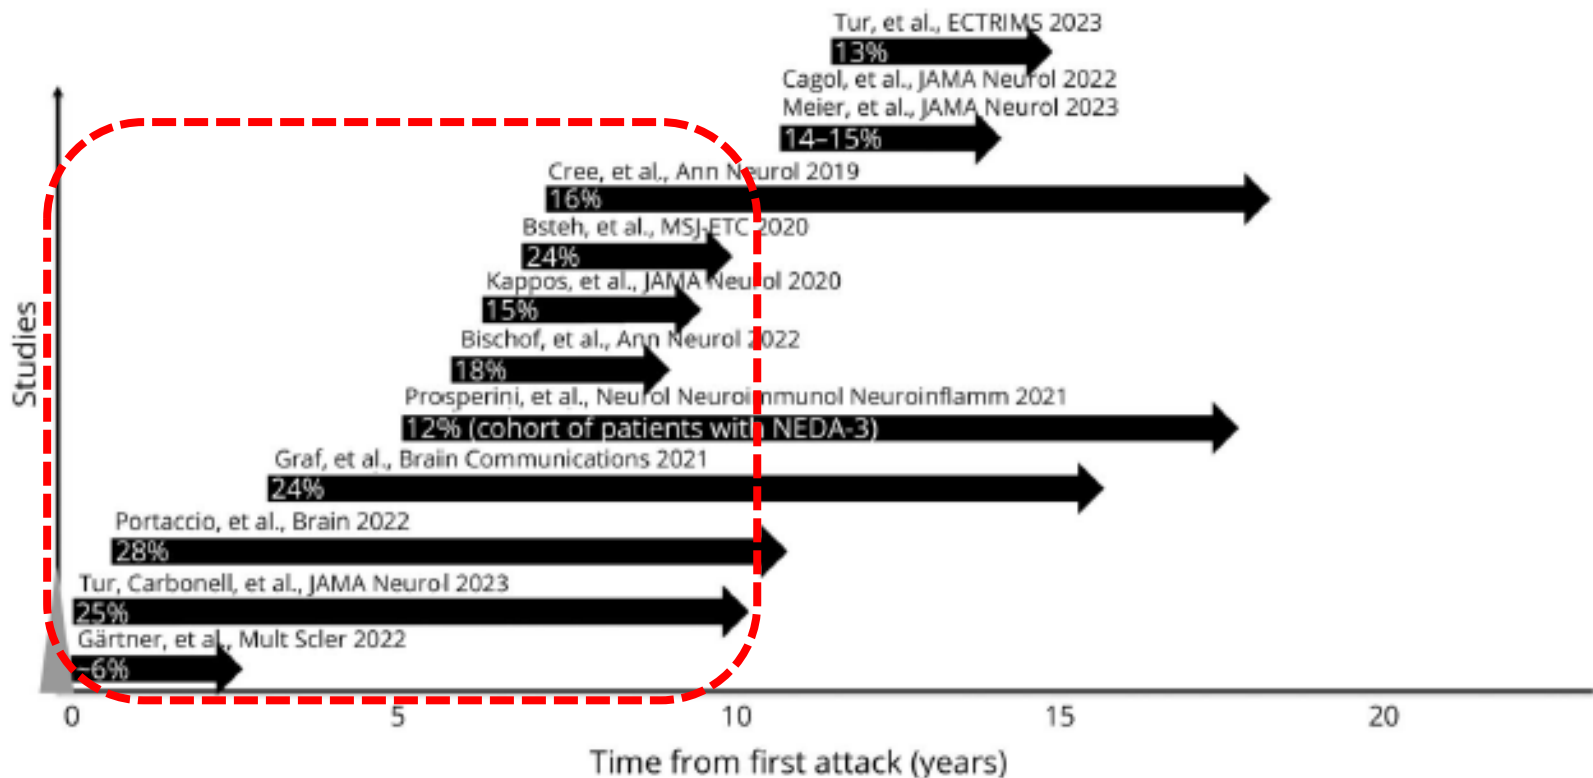 Tur, et al., ECTRIMS 2023
13%
Cagol, et al., JAMA Neurol 2022
Meier, et al., JAMA Neurol 2023
14–15%
Cree, et al., Ann Neurol 2019
16%
Bsteh, et al., MSJ-ETC 2020
24%
Kappos, et al., JAMA Neurol 2020
15%
Bischof, et al., Ann Neurol 2022
18%
Prosperini, et al., Neurol Neuroimmunol Neuroinflamm 2021
12% (cohort of patients with NEDA-3)
Graf, et al., Braiin Communications 2021
24%
Portaccio, et al., Brain 2022
28%
Tur, Carbonell, et al., JAMA Neurol 2023
25%
Gärtner, et al., Mult Scler 2022
~6%
Studies
0 5 10 15 20
Time from first attack (years)